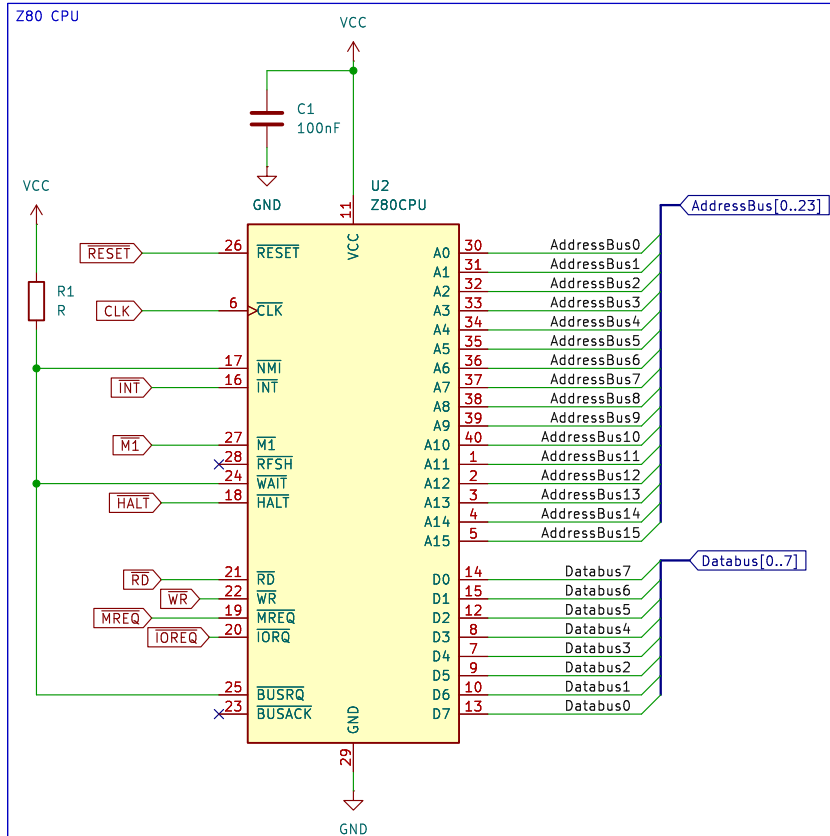 Z80 CPU
VCC
C1
100nF
GND
U2
Z80CPU
VCC
R1
R
11
VCC
AddressBus[0..23]
RESET 26 RESET
CLK 6 CLK
17 NMI
INT 16 INT
M1 27 M1
28 RFSH
24 WAIT
HALT 18 HALT
RD 21 RD
WR 22 WR
MREQ 19 MREQ
IOREQ 20 IORQ
25 BUSRQ
23 BUSACK
A0 30 AddressBus0
A1 31 AddressBus1
A2 32 AddressBus2
A3 33 AddressBus3
A4 34 AddressBus4
A5 35 AddressBus5
A6 36 AddressBus6
A7 37 AddressBus7
A8 38 AddressBus8
A9 39 AddressBus9
A10 40 AddressBus10
A11 1 AddressBus11
A12 2 AddressBus12
A13 3 AddressBus13
A14 4 AddressBus14
A15 5 AddressBus15
Databus[0..7]
D0 14 Databus7
D1 15 Databus6
D2 12 Databus5
D3 8 Databus4
D4 7 Databus3
D5 9 Databus2
D6 10 Databus1
D7 13 Databus0
GND
29
GND